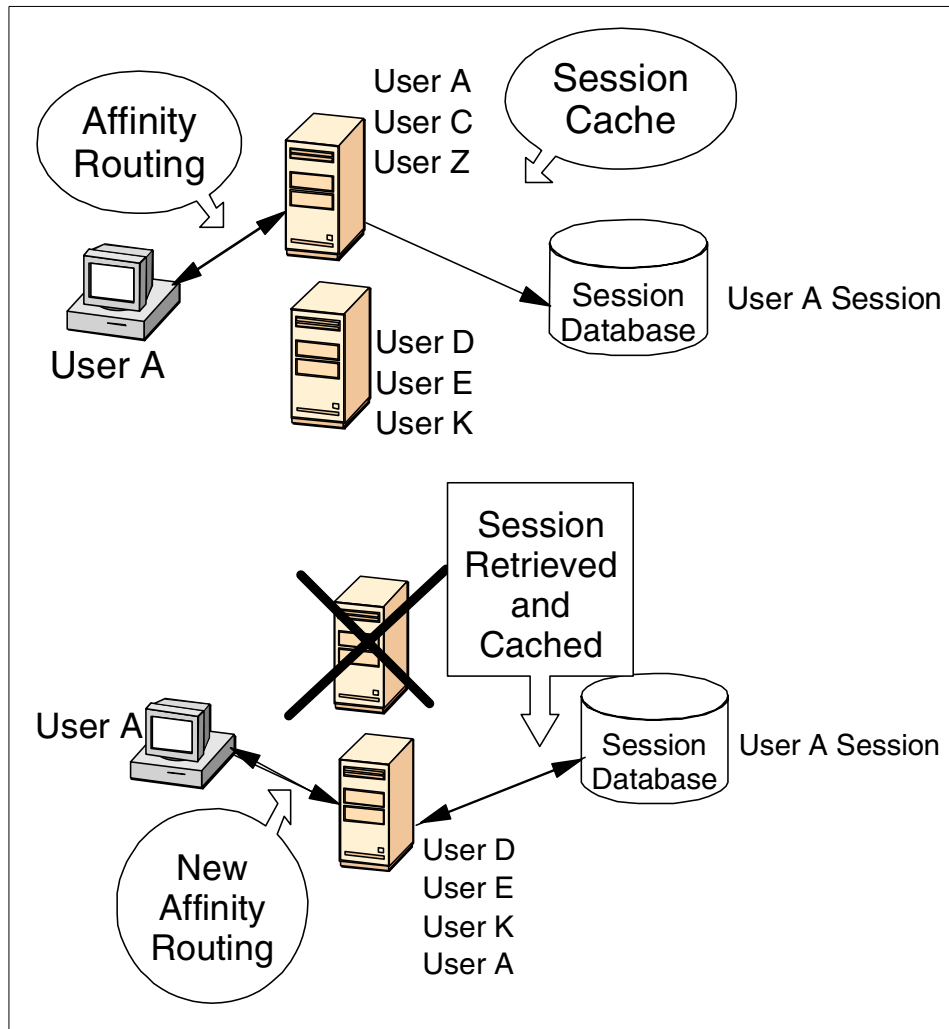 Affinity
Routing
User A
User C
User Z
Session
Cache
User A
User D
User E
User K
Session
Database
User A Session
Session
Retrieved
and
Cached
User A
Session
Database
User A Session
New
Affinity
Routing
User D
User E
User K
User A